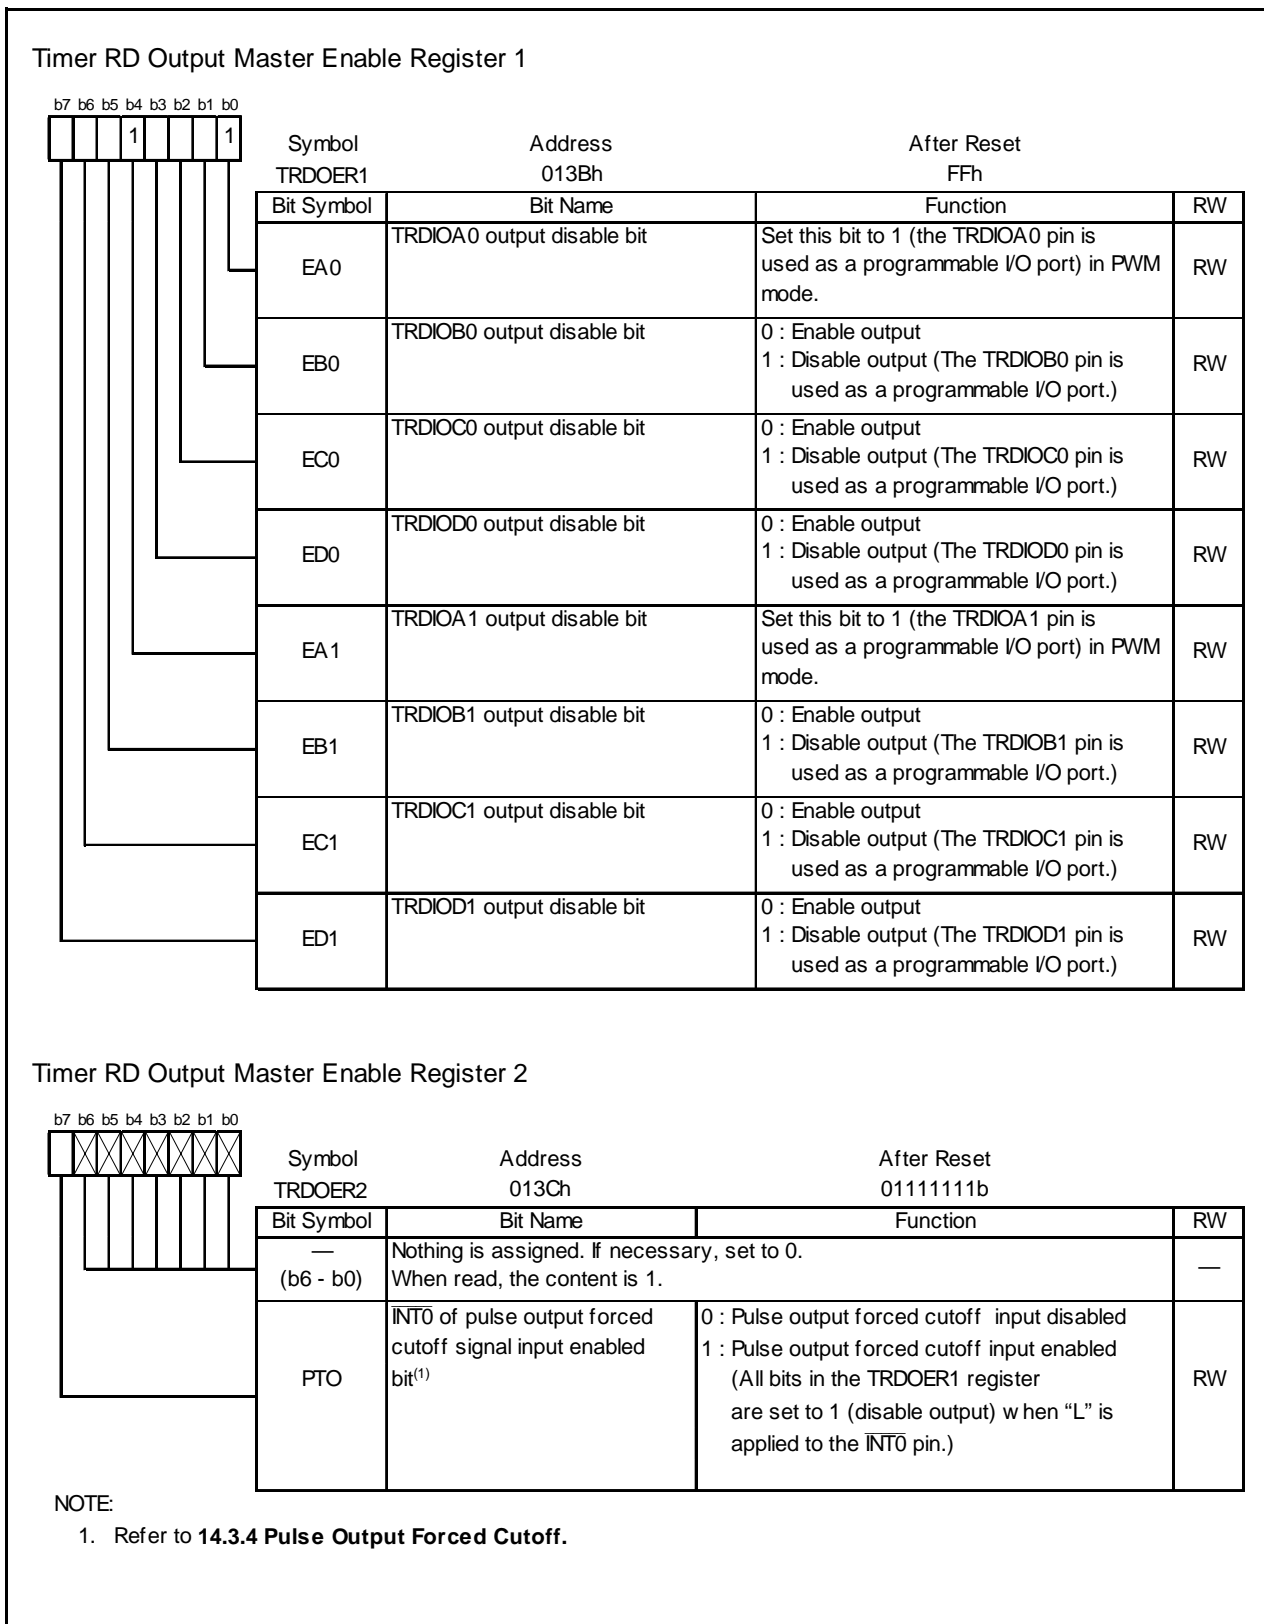 Timer RD Output Master Enable Register 1
b7 b6 b5 b4 b3 b2 b1 b0
1 1
Symbol Address After Reset
TRDOER1 013Bh FFh
Bit Symbol Bit Name Function RW
EA0 TRDIOA0 output disable bit Set this bit to 1 (the TRDIOA0 pin is
used as a programmable I/O port) in PWM
mode. RW
EB0 TRDIOB0 output disable bit 0 : Enable output
1 : Disable output (The TRDIOB0 pin is
used as a programmable I/O port.) RW
EC0 TRDIOC0 output disable bit 0 : Enable output
1 : Disable output (The TRDIOC0 pin is
used as a programmable I/O port.) RW
ED0 TRDIOD0 output disable bit 0 : Enable output
1 : Disable output (The TRDIOD0 pin is
used as a programmable I/O port.) RW
EA1 TRDIOA1 output disable bit Set this bit to 1 (the TRDIOA1 pin is
used as a programmable I/O port) in PWM
mode. RW
EB1 TRDIOB1 output disable bit 0 : Enable output
1 : Disable output (The TRDIOB1 pin is
used as a programmable I/O port.) RW
EC1 TRDIOC1 output disable bit 0 : Enable output
1 : Disable output (The TRDIOC1 pin is
used as a programmable I/O port.) RW
ED1 TRDIOD1 output disable bit 0 : Enable output
1 : Disable output (The TRDIOD1 pin is
used as a programmable I/O port.) RW
Timer RD Output Master Enable Register 2
b7 b6 b5 b4 b3 b2 b1 b0
Symbol Address After Reset
TRDOER2 013Ch 01111111b
Bit Symbol Bit Name Function RW
— Nothing is assigned. If necessary, set to 0. —
(b6 - b0) When read, the content is 1.
PTO INT0 of pulse output forced
cutoff signal input enabled
bit(1)
0 : Pulse output forced cutoff input disabled
1 : Pulse output forced cutoff input enabled
(All bits in the TRDOER1 register
are set to 1 (disable output) when “L” is
applied to the INT0 pin.) RW
NOTE:
1. Refer to 14.3.4 Pulse Output Forced Cutoff.